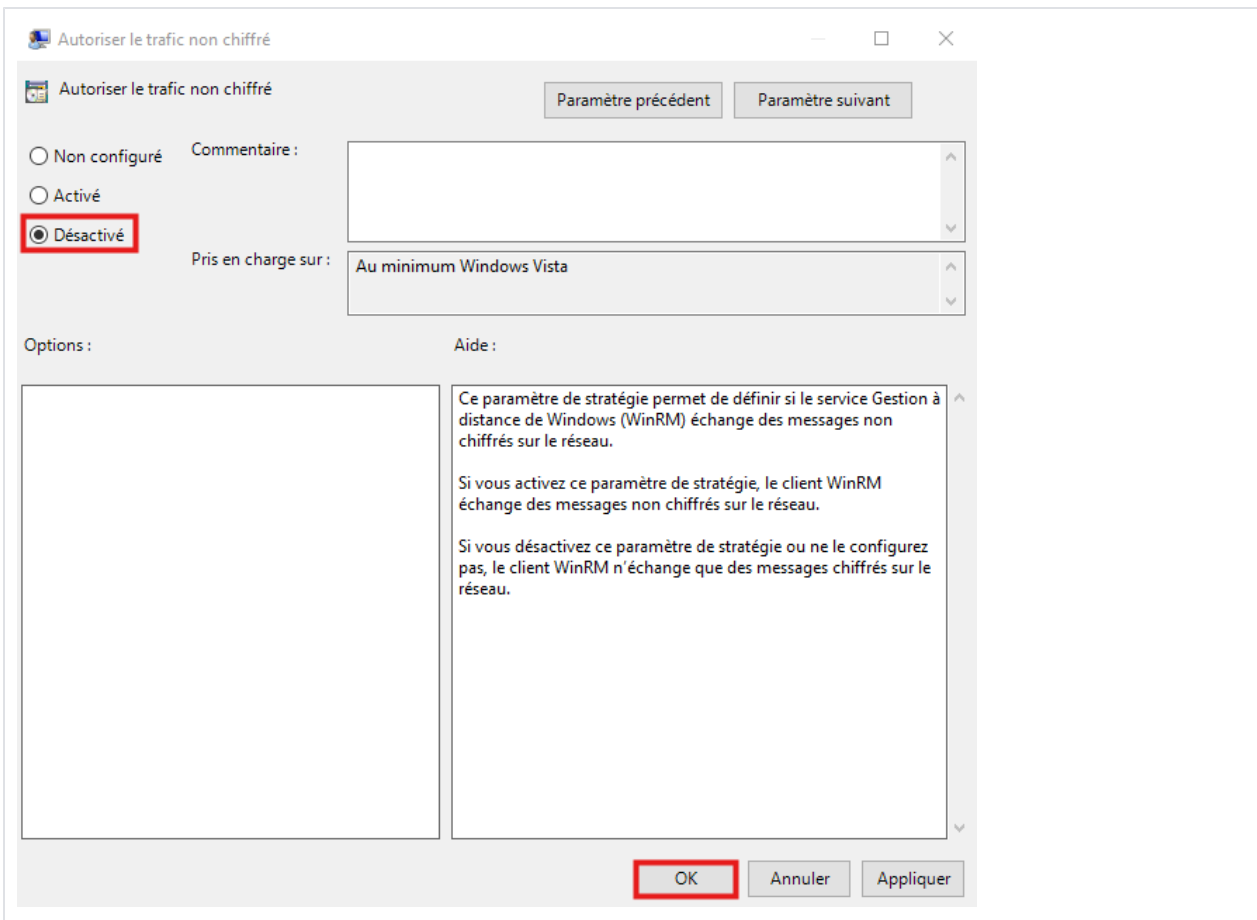 Autoriser le trafic non chiffré
Autoriser le trafic non chiffré
Paramètre précédent
Paramètre suivant
Non configuré
Commentaire :
Activé
Désactivé
Pris en charge sur :
Au minimum Windows Vista
Options :
Aide :
Ce paramètre de stratégie permet de définir si le service Gestion à
distance de Windows (WinRM) échange des messages non
chiffrés sur le réseau.
Si vous activez ce paramètre de stratégie, le client WinRM
échange des messages non chiffrés sur le réseau.
Si vous désactivez ce paramètre de stratégie ou ne le configurez
pas, le client WinRM n’échange que des messages chiffrés sur le
réseau.
OK
Annuler
Appliquer